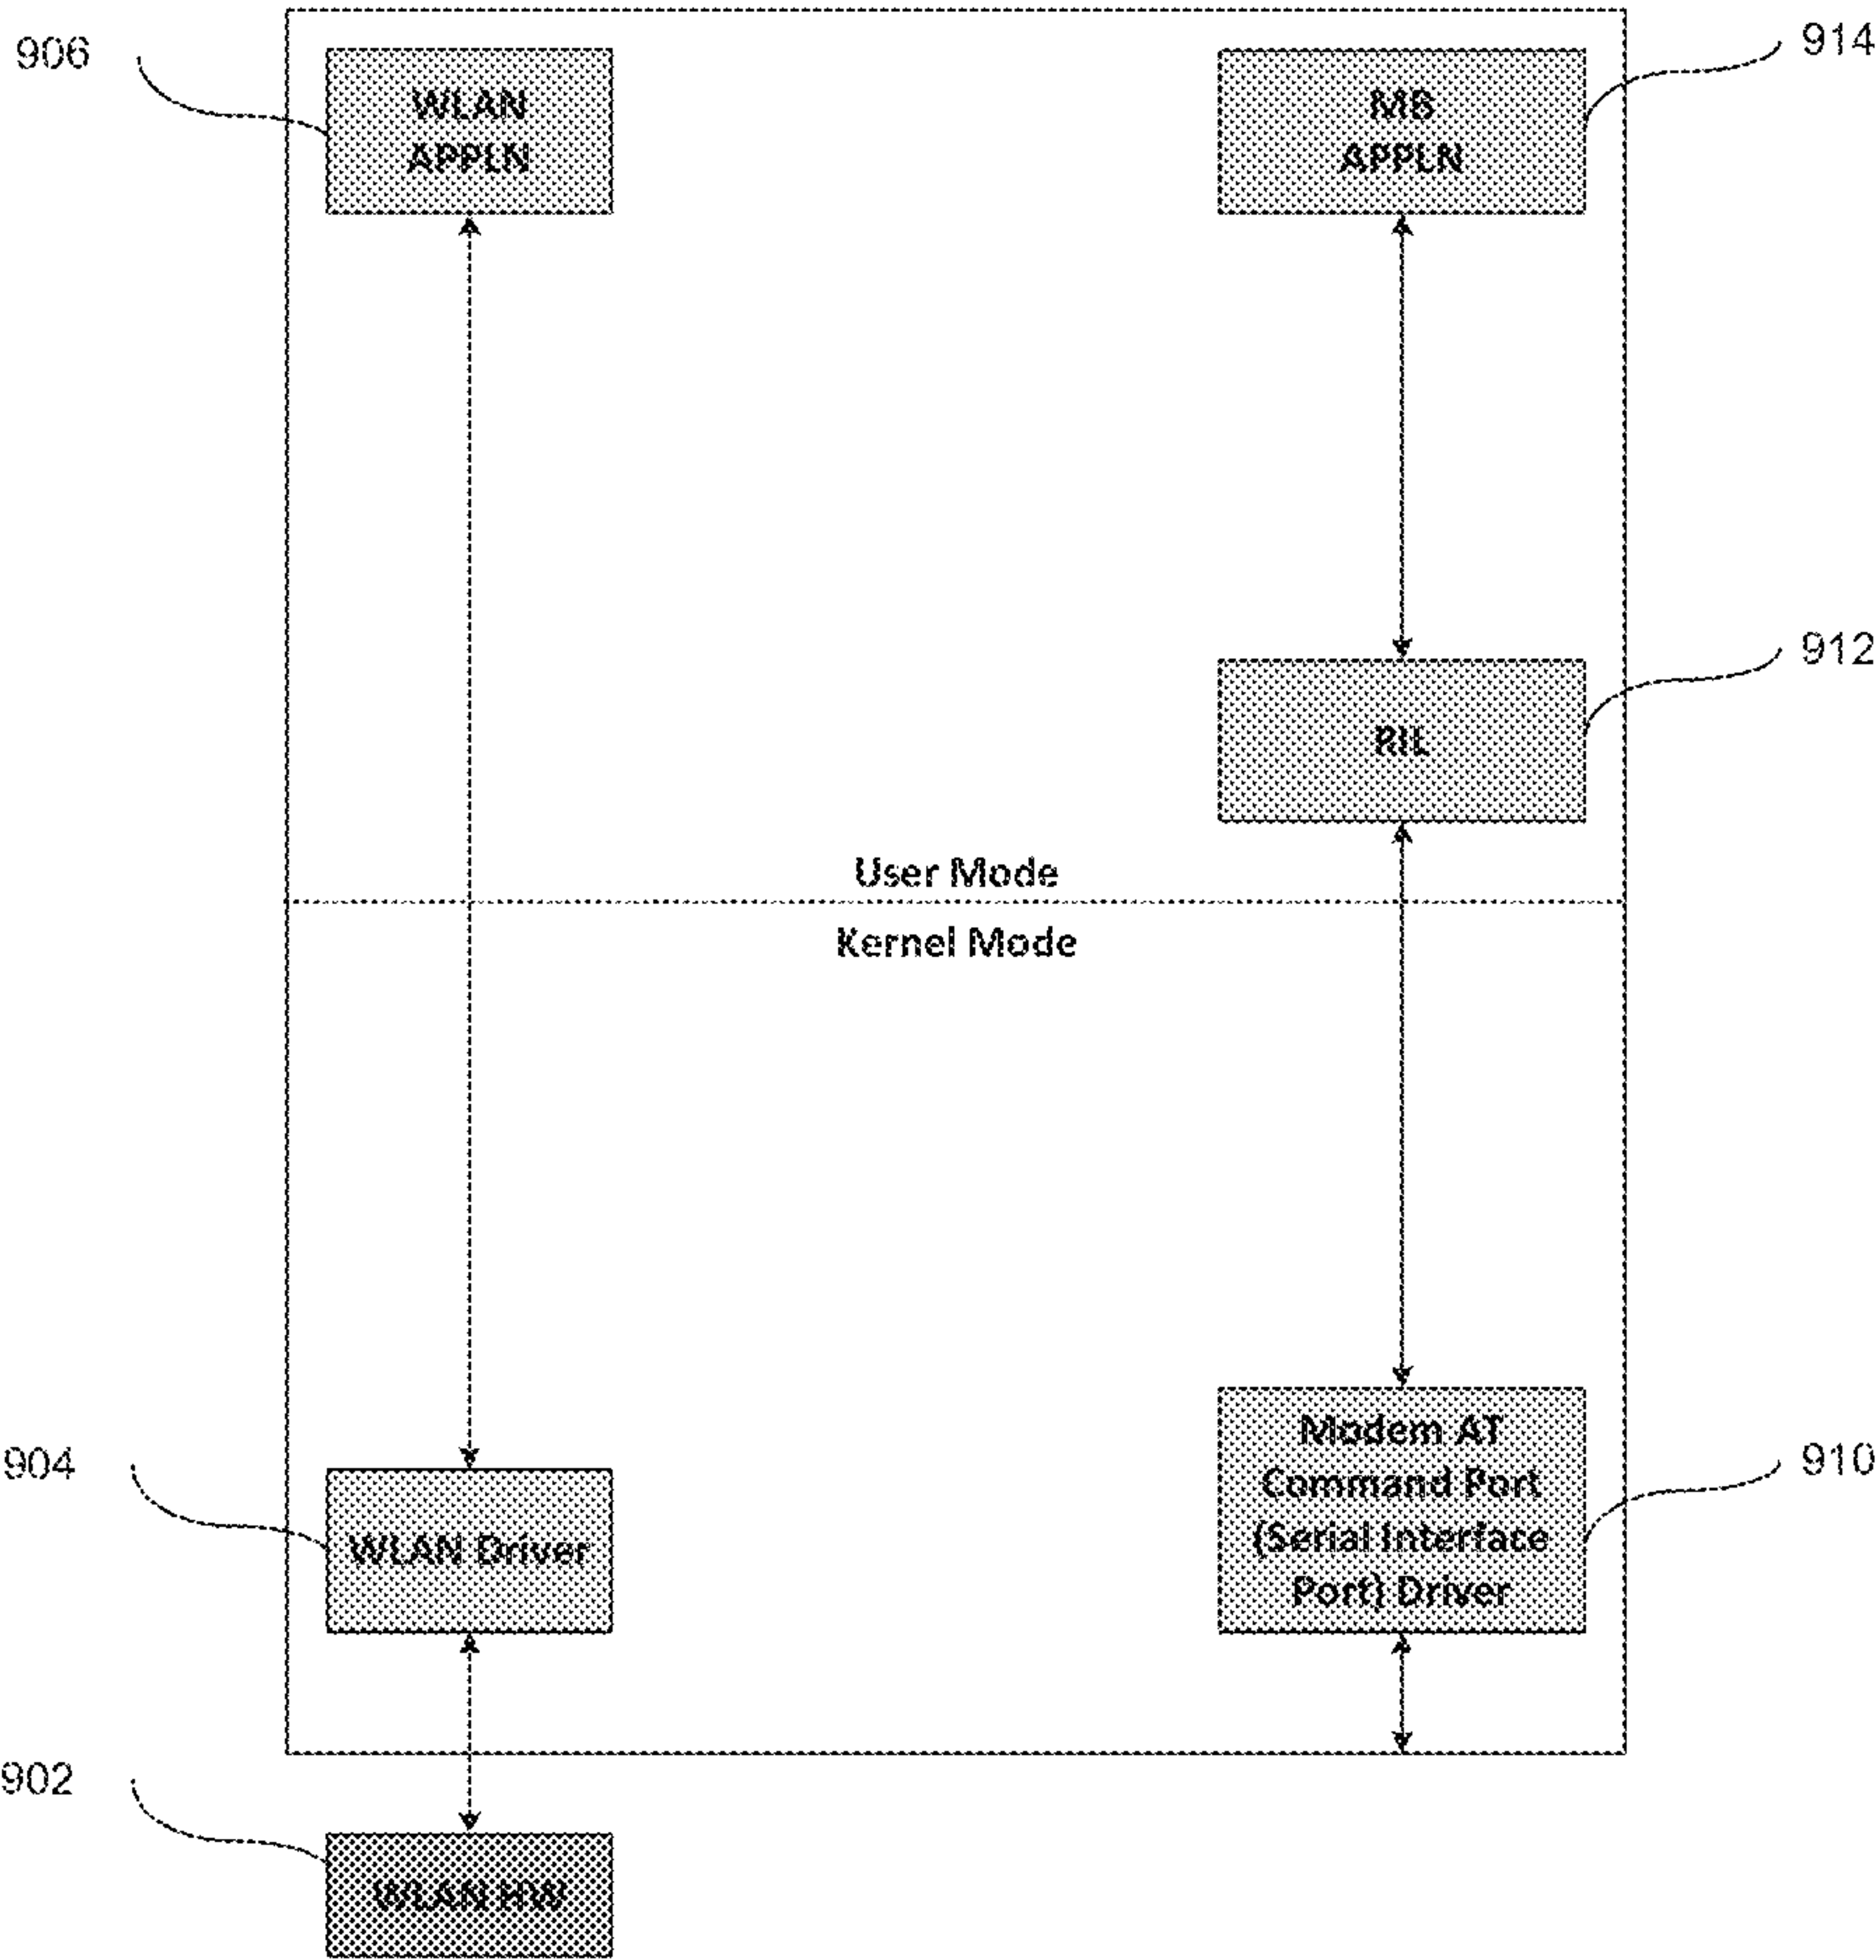 906
WLAN
APPLN
MB
APPLN
914
RIL
912
User Mode
Kernel Mode
904
WLAN Driver
Modem AT
Command Port
(Serial Interface
Port) Driver
910
902
WLAN HW